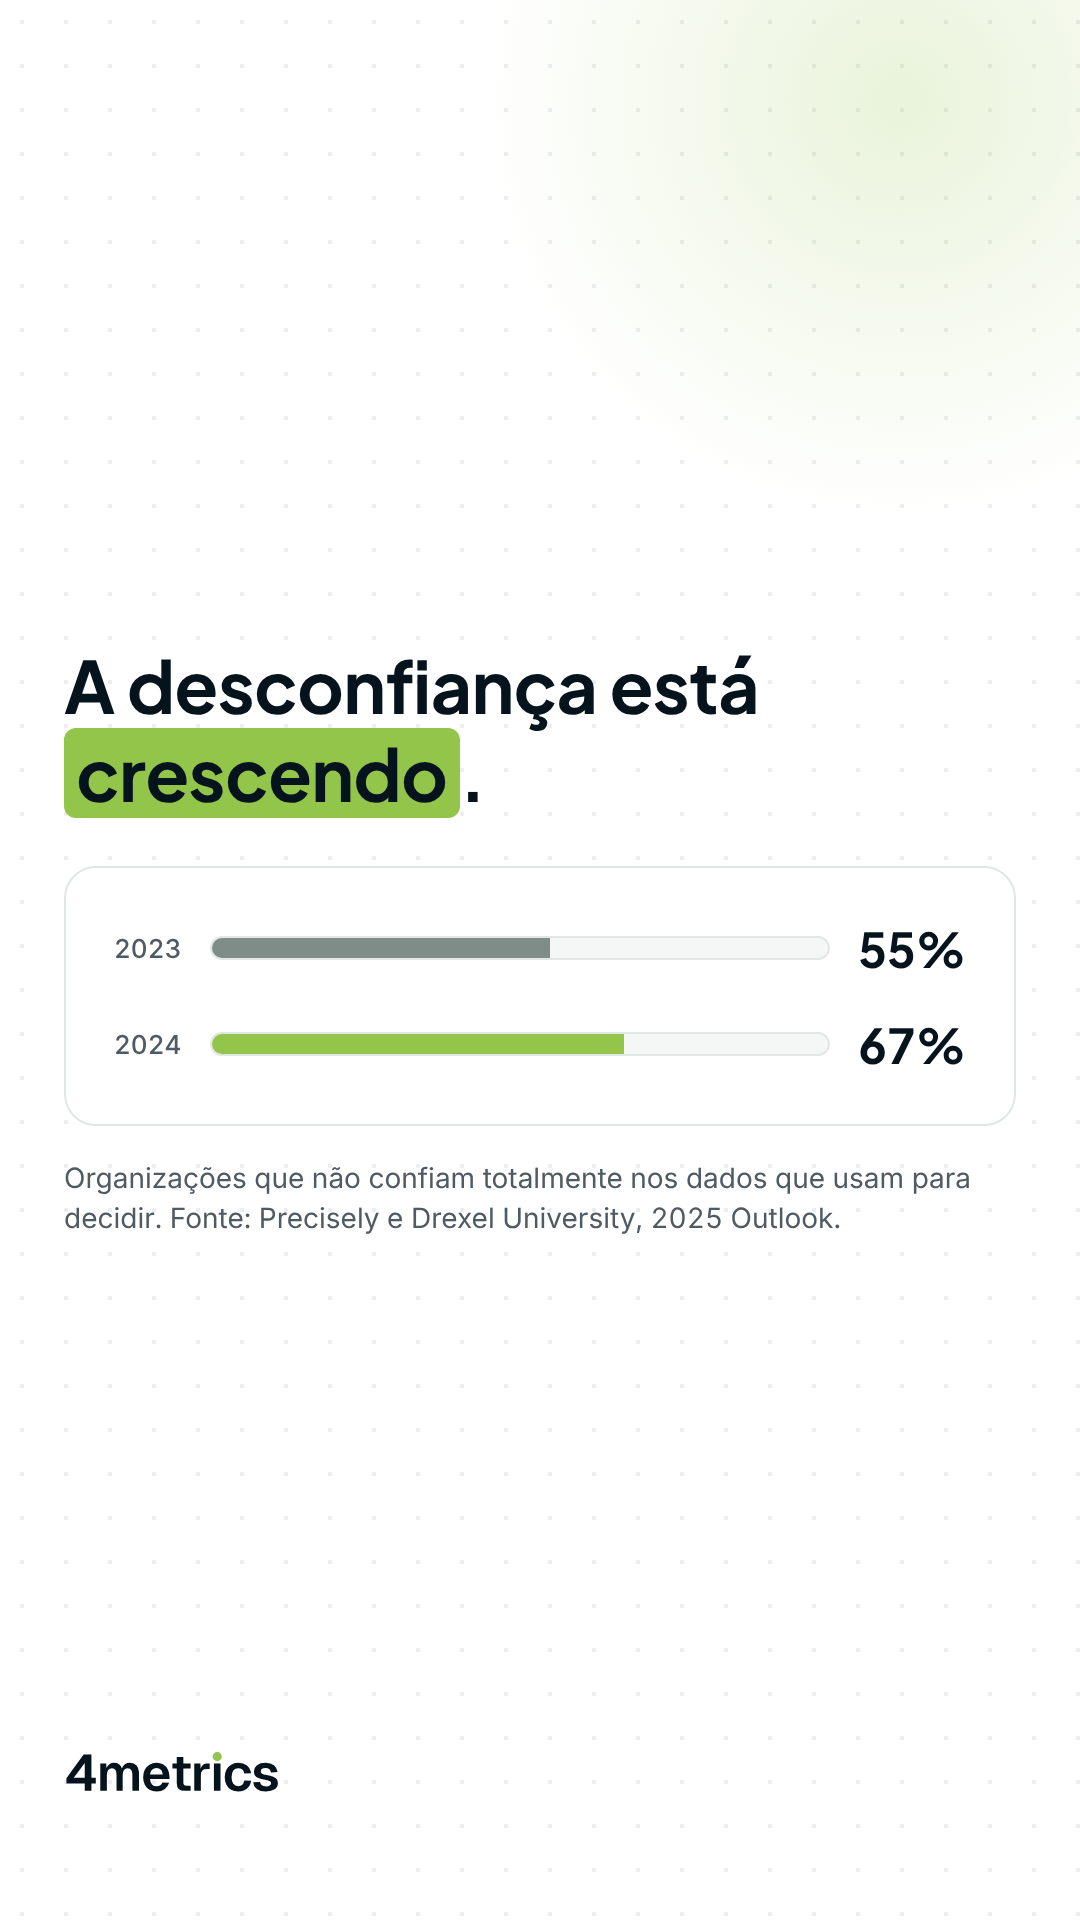 A desconfiança está
crescendo.
2023 55%
2024 67%
Organizações que não confiam totalmente nos dados que usam para
decidir. Fonte: Precisely e Drexel University, 2025 Outlook.
4metrics